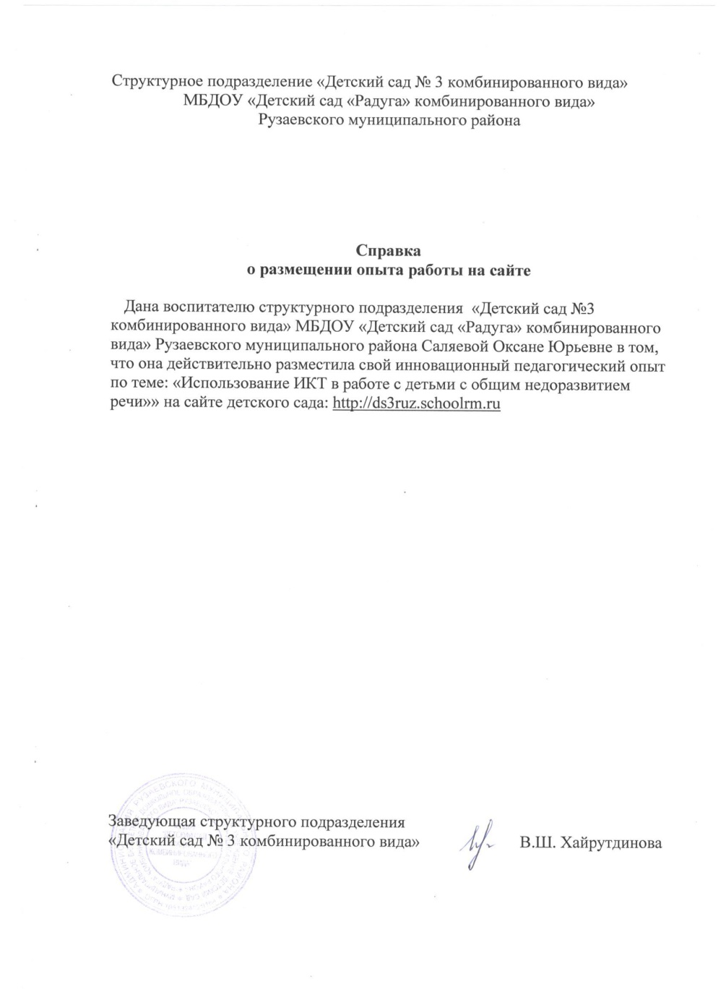 Структурное подразделение «Детский сад № 3 комбинированного вида»
МБДОУ «Детский сад «Радуга» комбинированного вида»
Рузаевского муниципального района
Справка
о размещении опыта работы на сайте
Дана воспитателю структурного подразделения «Детский сад №3
комбинированного вида» МБДОУ «Детский сад «Радуга» комбинированного
вида» Рузаевского муниципального района Саляевой Оксане Юрьевне в том,
что она действительно разместила свой инновационный педагогический опыт
по теме: «Использование ИКТ в работе с детьми с общим недоразвитием
речи»» на сайте детского сада: http://ds3ruz.schoolrm.ru
Заведующая структурного подразделения
«Детский сад № 3 комбинированного вида»
В.Ш. Хайрутдинова